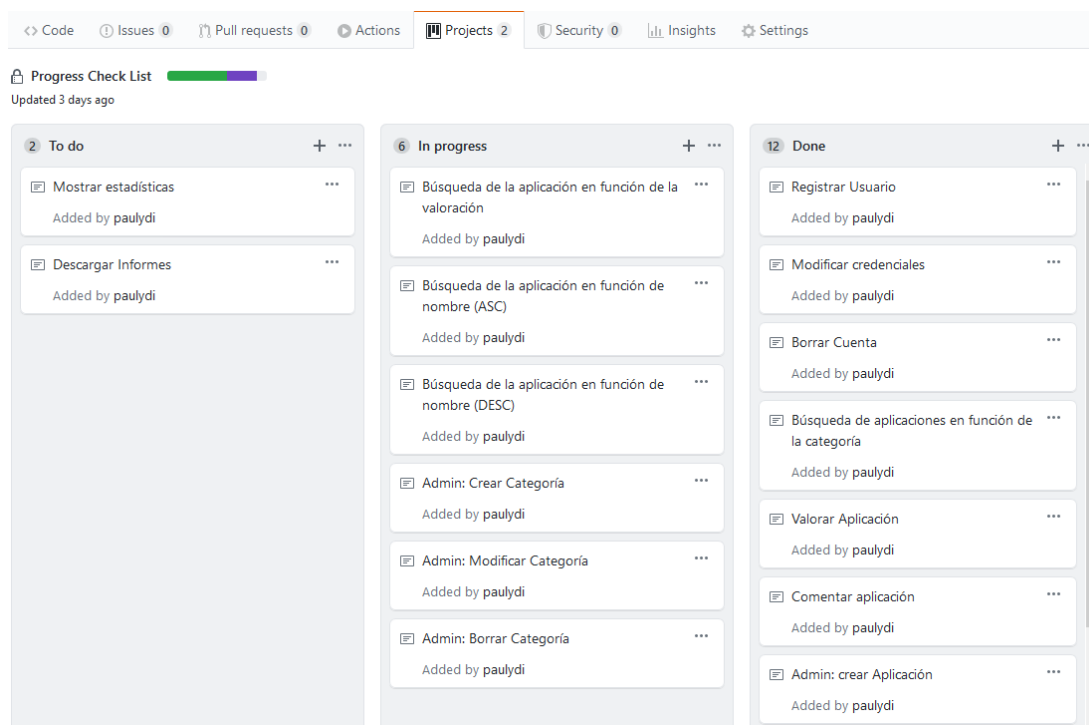 Code Issues 0 Pull requests 0 Actions Projects 2 Security 0 Insights Settings
Progress Check List
Updated 3 days ago
2 To do
Mostrar estadísticas
Added by paulydi
Descargar Informes
Added by paulydi
6 In progress
Búsqueda de la aplicación en función de la
valoración
Added by paulydi
Búsqueda de la aplicación en función de
nombre (ASC)
Added by paulydi
Búsqueda de la aplicación en función de
nombre (DESC)
Added by paulydi
Admin: Crear Categoría
Added by paulydi
Admin: Modificar Categoría
Added by paulydi
Admin: Borrar Categoría
Added by paulydi
12 Done
Registrar Usuario
Added by paulydi
Modificar credenciales
Added by paulydi
Borrar Cuenta
Added by paulydi
Búsqueda de aplicaciones en función de
la categoría
Added by paulydi
Valorar Aplicación
Added by paulydi
Comentar aplicación
Added by paulydi
Admin: crear Aplicación
Added by paulydi